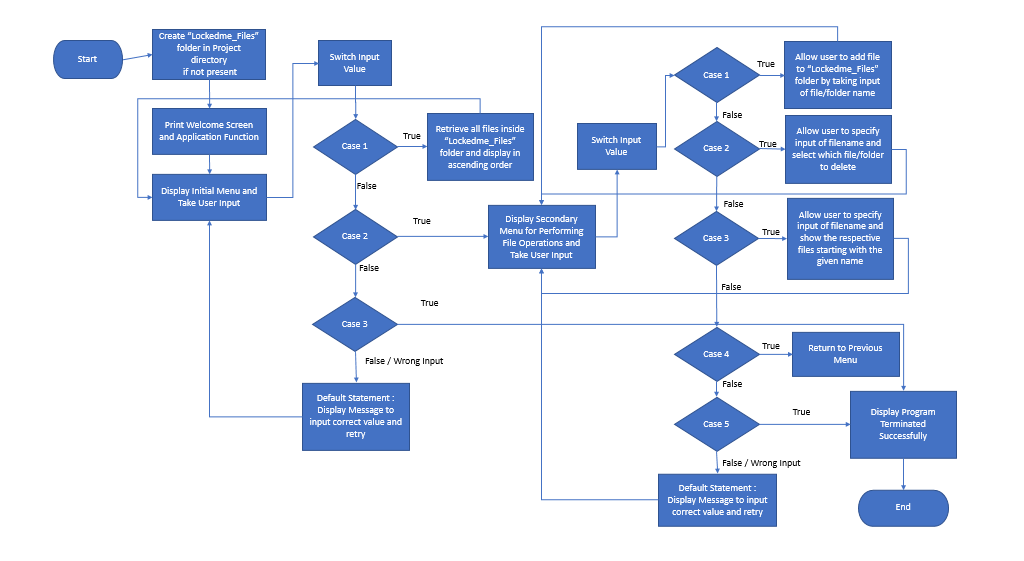 Start
Create “Lockedme_Files”
folder in Project
directory
if not present
Print Welcome Screen
and Application Function
Display Initial Menu and
Take User Input
Switch Input
Value
Case 1
True
Retrieve all files inside
“Lockedme_Files”
folder and display in
ascending order
False
Case 2
True
False
Case 3
True
False / Wrong Input
Default Statement :
Display Message to
input correct value and
retry
Display Secondary
Menu for Performing
File Operations and
Take User Input
Switch Input
Value
Case 1
True
Allow user to add file
to “Lockedme_Files”
folder by taking input
of file/folder name
False
Case 2
True
Allow user to specify
input of filename and
select which file/folder
to delete
False
Case 3
True
Allow user to specify
input of filename and
show the respective
files starting with the
given name
False
Case 4
True
Return to Previous
Menu
False
Case 5
True
Display Program
Terminated
Successfully
False / Wrong Input
Default Statement :
Display Message to input
correct value and retry
End